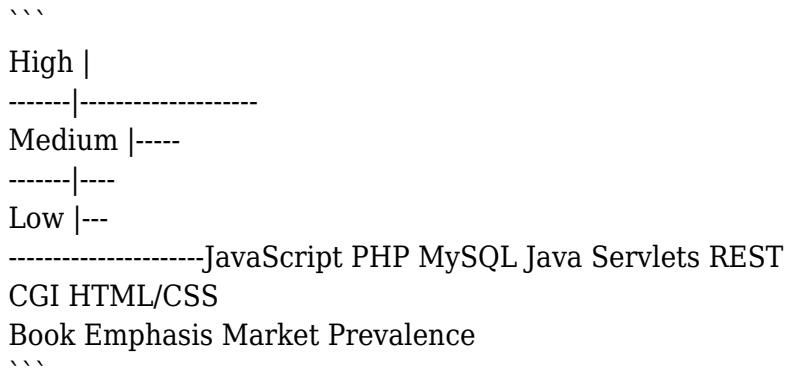 ```
High |
-------|--------------------
Medium |-----
-------|----
Low |---
----------------------JavaScript PHP MySQL Java Servlets REST
CGI HTML/CSS
Book Emphasis Market Prevalence
```